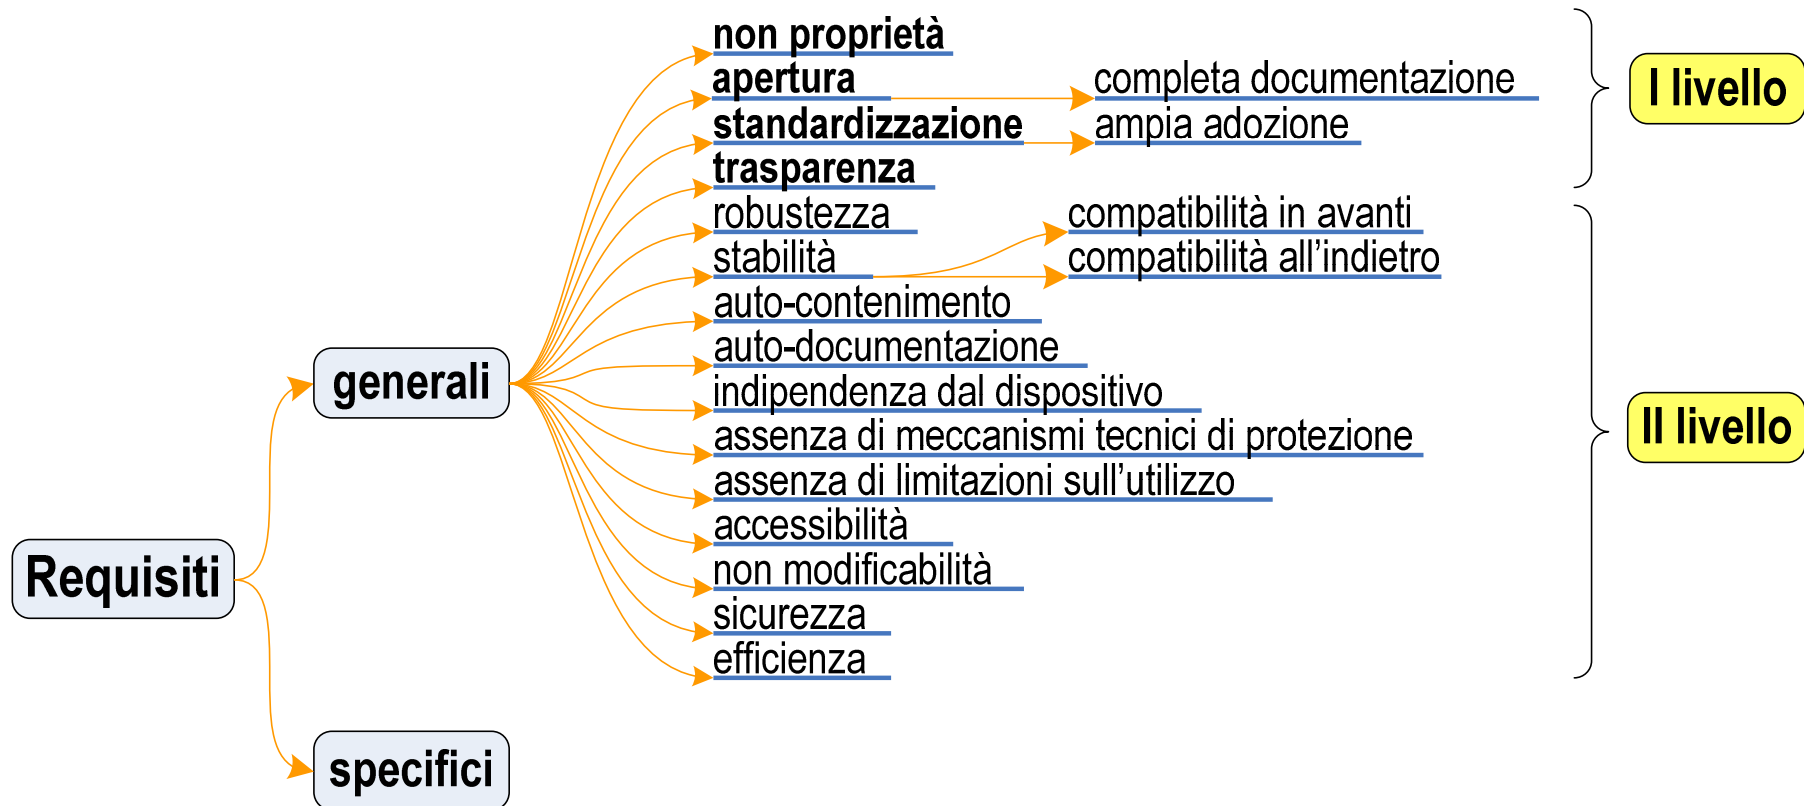 non proprietà
apertura
completa documentazione
standardizzazione
ampia adozione
trasparenza
I livello
robustezza
stabilità
compatibilità in avanti
compatibilità all'indietro
auto-contenimento
auto-documentazione
indipendenza dal dispositivo
assenza di meccanismi tecnici di protezione
assenza di limitazioni sull'utilizzo
accessibilità
non modificabilità
sicurezza
efficienza
II livello
generali
Requisiti
specifici